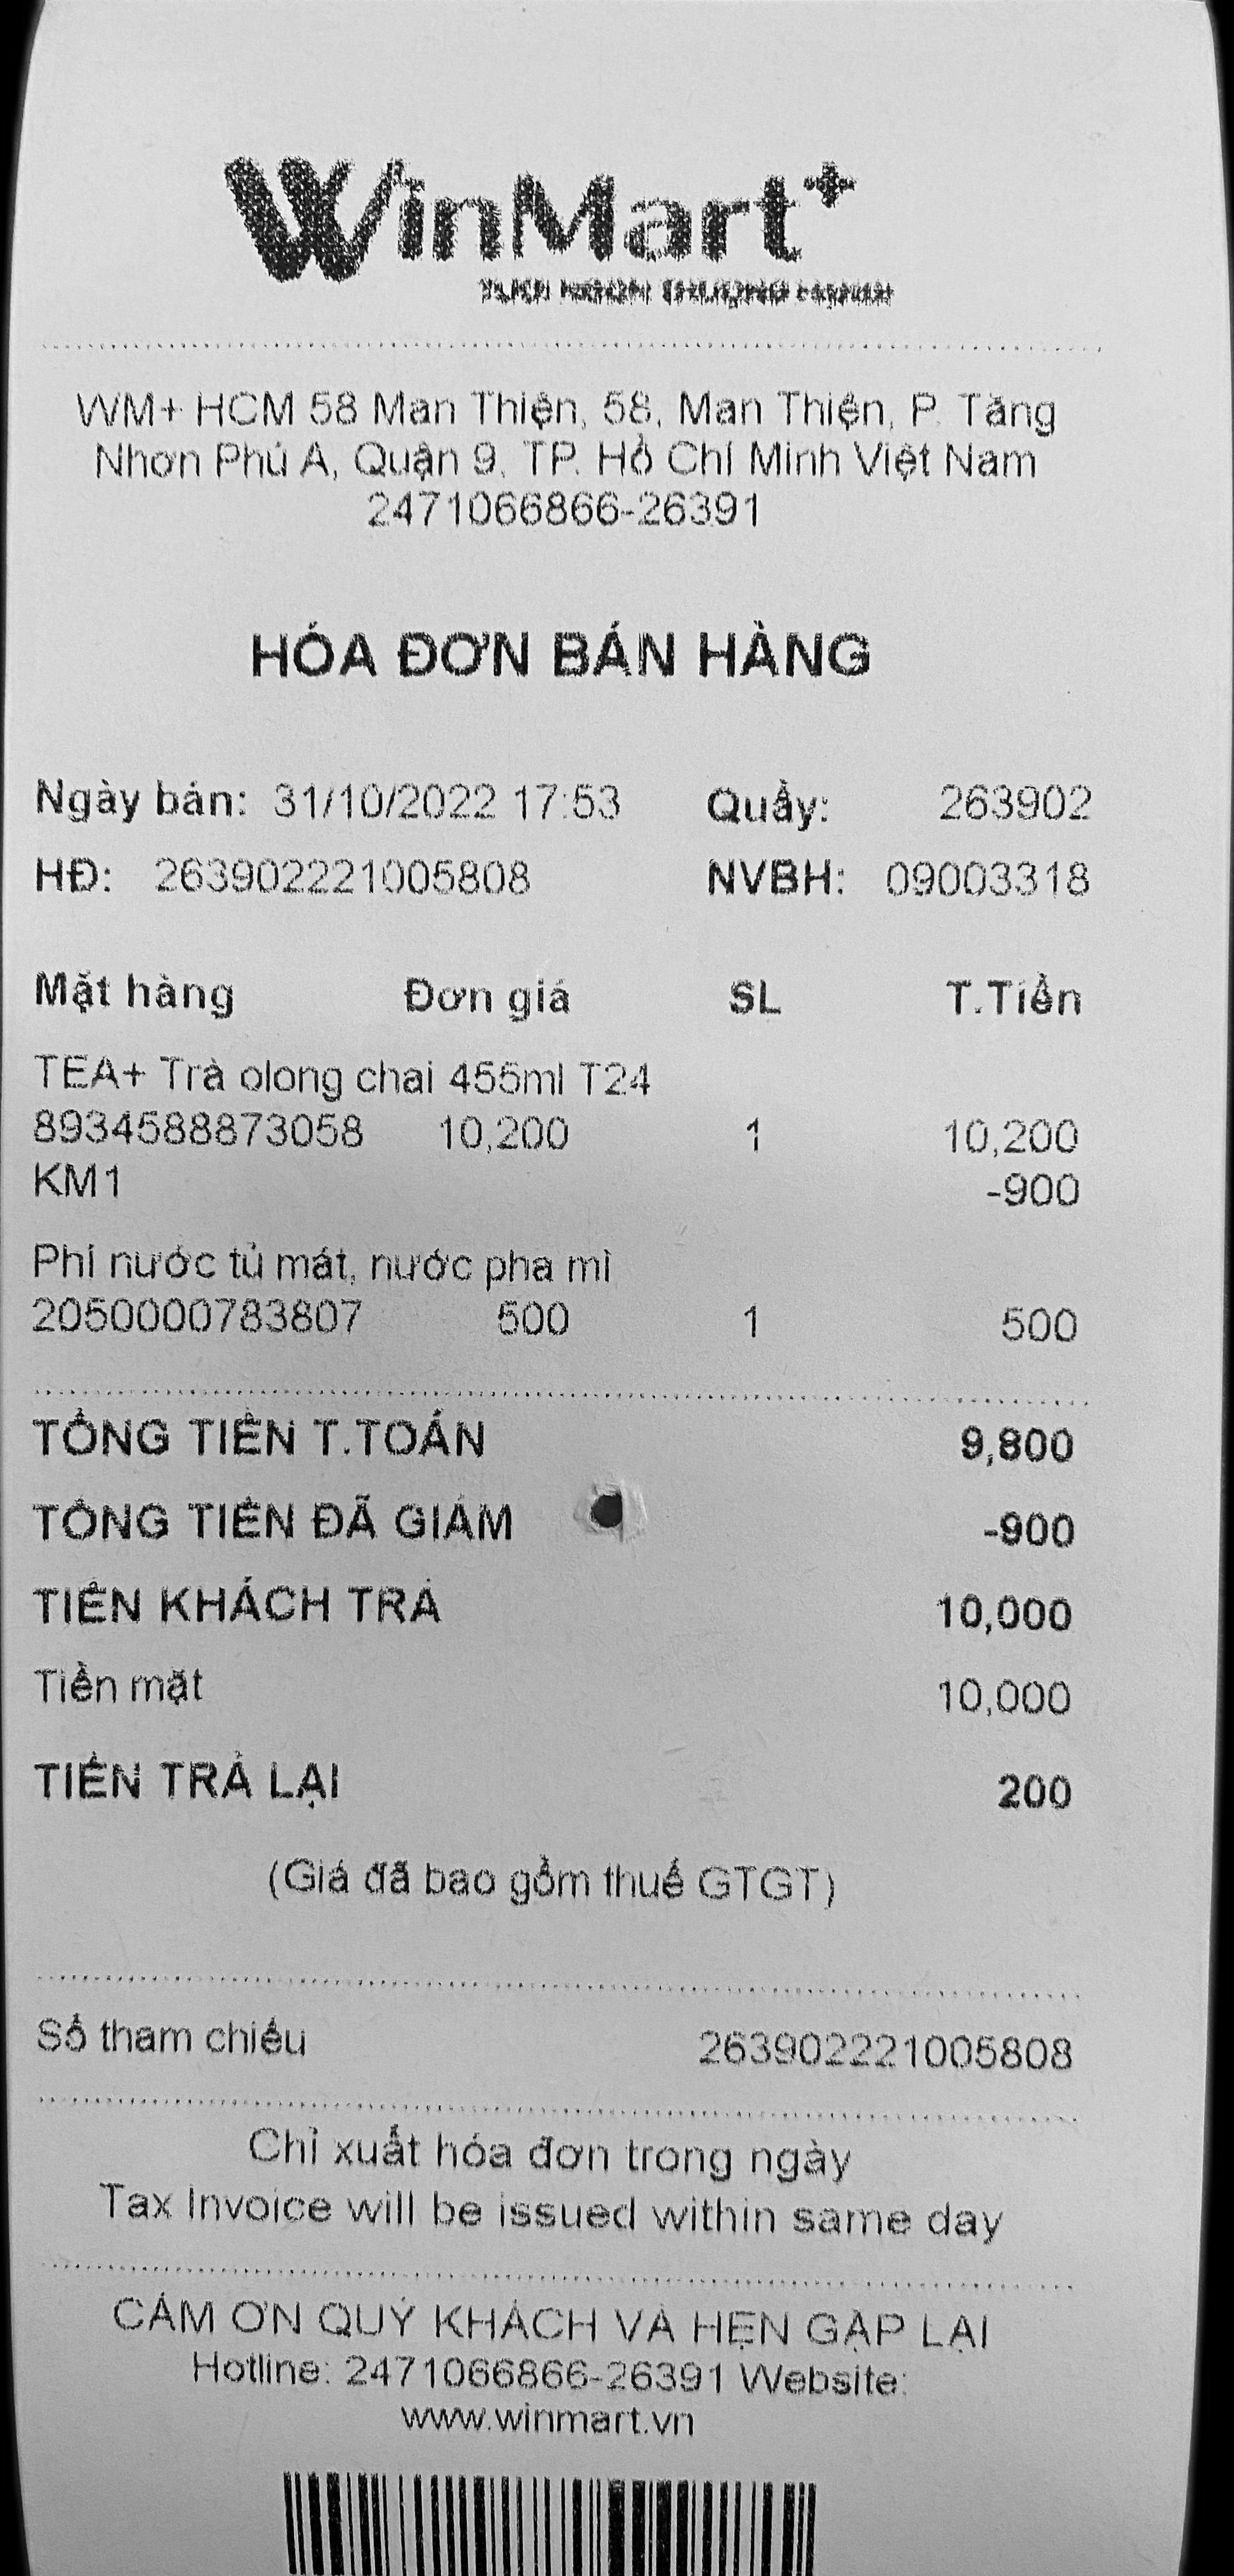 WinMart+
WM+ HCM 58 Man Thiện, 58, Man Thiện, P. Tăng
Nhơn Phú A, Quận 9, TP. Hồ Chí Minh Việt Nam
2471066866-26391
HÓA ĐƠN BÁN HÀNG
Ngày bán: 31/10/2022 17:53 Quầy: 263902
HĐ: 263902221005808 NVBH: 09003318
Mặt hàng Đơn giá SL T.Tiền
TEA+ Trà olong chai 455ml T24
8934588873058 10,200 1 10,200
KM1 -900
Phí nước tủ mát, nước pha mì
2050000783807 500 1 500
TỔNG TIỀN T.TOÁN 9,800
TỔNG TIỀN ĐÃ GIẢM -900
TIỀN KHÁCH TRẢ 10,000
Tiền mặt 10,000
TIỀN TRẢ LẠI 200
(Giá đã bao gồm thuế GTGT)
Số tham chiếu 263902221005808
Chỉ xuất hóa đơn trong ngày
Tax Invoice will be issued within same day
CẢM ƠN QUÝ KHÁCH VÀ HẸN GẶP LẠI
Hotline: 2471066866-26391 Website:
www.winmart.vn